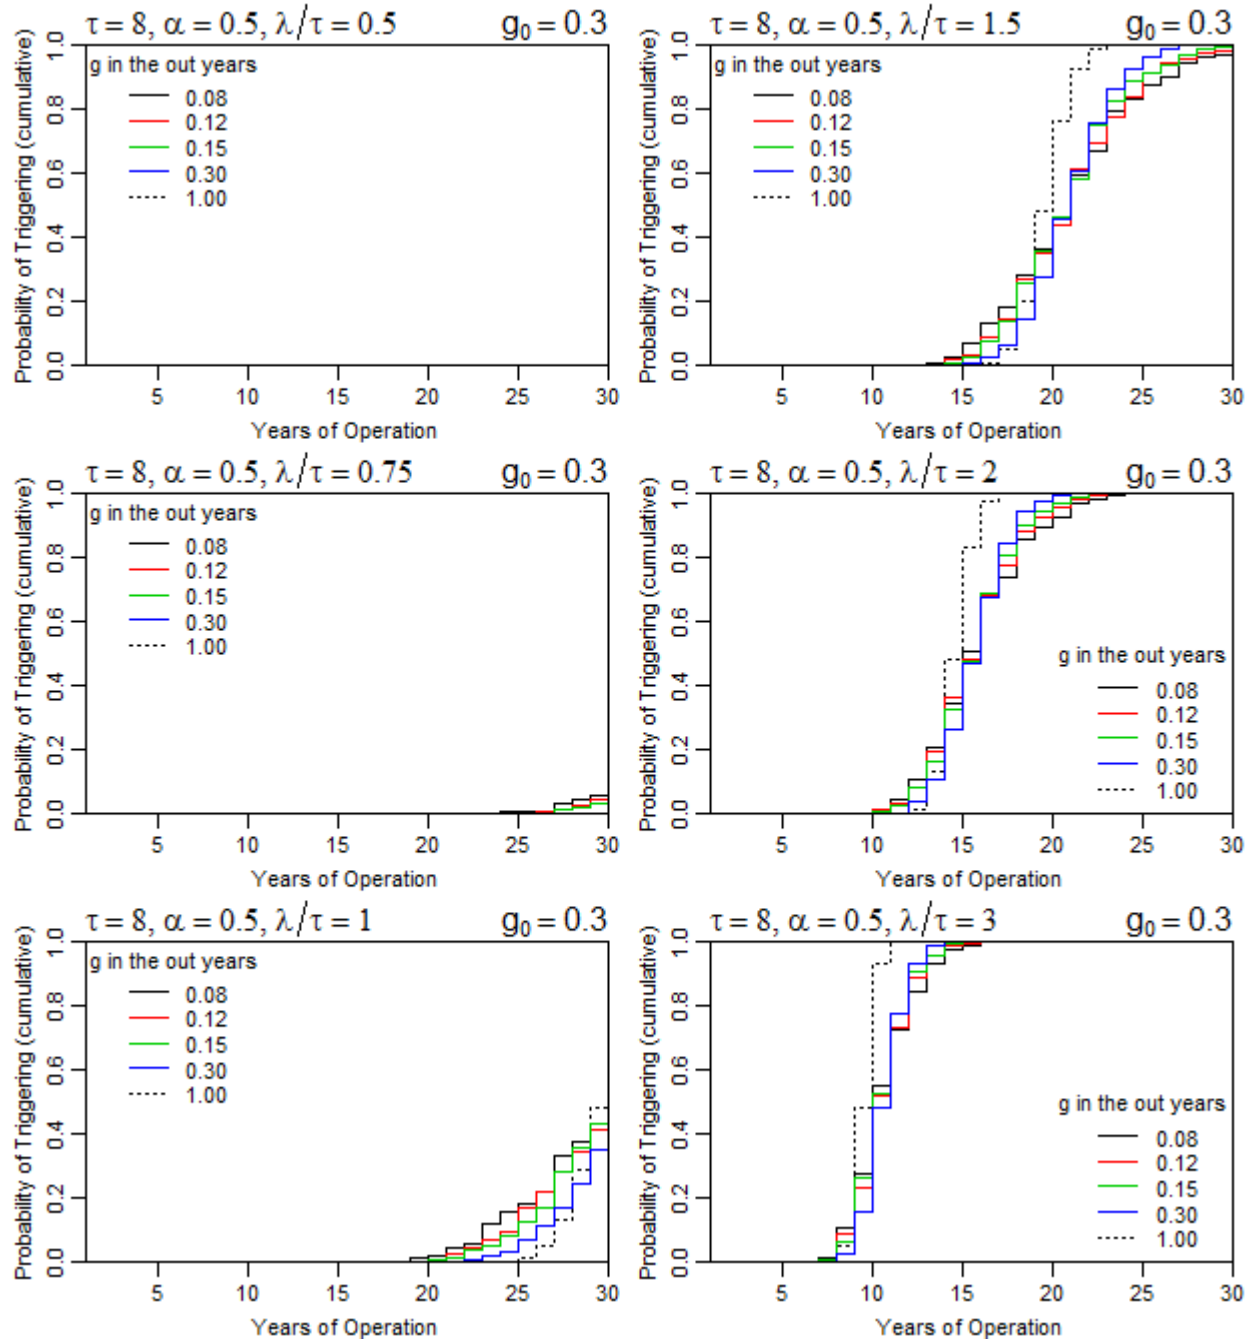 τ = 8, α = 0.5, λ/τ = 0.5 g0 = 0.3
Probability of Triggering (cumulative)
1.0
0.8
0.6
0.4
0.2
0.0
g in the out years
0.08
0.12
0.15
0.30
1.00
5 10 15 20 25 30
Years of Operation
τ = 8, α = 0.5, λ/τ = 1.5 g0 = 0.3
Probability of Triggering (cumulative)
1.0
0.8
0.6
0.4
0.2
0.0
g in the out years
0.08
0.12
0.15
0.30
1.00
5 10 15 20 25 30
Years of Operation
τ = 8, α = 0.5, λ/τ = 0.75 g0 = 0.3
Probability of Triggering (cumulative)
1.0
0.8
0.6
0.4
0.2
0.0
g in the out years
0.08
0.12
0.15
0.30
1.00
5 10 15 20 25 30
Years of Operation
τ = 8, α = 0.5, λ/τ = 2 g0 = 0.3
Probability of Triggering (cumulative)
1.0
0.8
0.6
0.4
0.2
0.0
g in the out years
0.08
0.12
0.15
0.30
1.00
5 10 15 20 25 30
Years of Operation
τ = 8, α = 0.5, λ/τ = 1 g0 = 0.3
Probability of Triggering (cumulative)
1.0
0.8
0.6
0.4
0.2
0.0
g in the out years
0.08
0.12
0.15
0.30
1.00
5 10 15 20 25 30
Years of Operation
τ = 8, α = 0.5, λ/τ = 3 g0 = 0.3
Probability of Triggering (cumulative)
1.0
0.8
0.6
0.4
0.2
0.0
g in the out years
0.08
0.12
0.15
0.30
1.00
5 10 15 20 25 30
Years of Operation